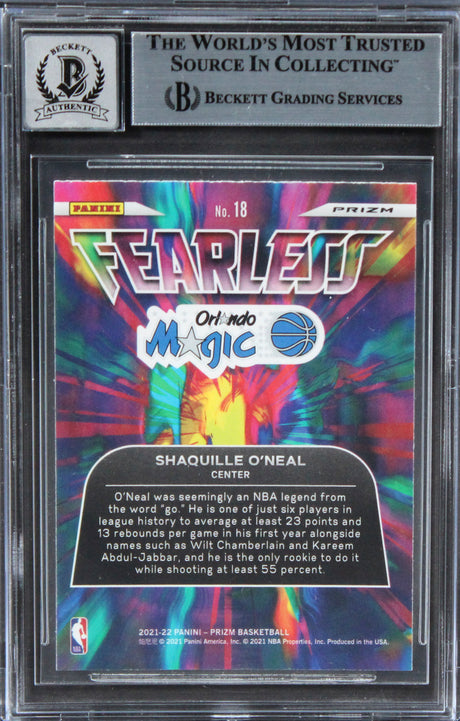 BECKETT
B
AUTHENTIC
THE WORLD'S MOST TRUSTED
SOURCE IN COLLECTING™
B BECKETT GRADING SERVICES
PANINI
No. 18
PRIZM
FEARLESS
Orlando
Magic
SHAQUILLE O'NEAL
CENTER
O'Neal was seemingly an NBA legend from
the word "go." He is one of just six players in
league history to average at least 23 points and
13 rebounds per game in his first year alongside
names such as Wilt Chamberlain and Kareem
Abdul-Jabbar, and he is the only rookie to do it
while shooting at least 55 percent.
2021-22 PANINI – PRIZM BASKETBALL
© 2021 Panini America, Inc. © 2021 NBA Properties, Inc. Produced in the USA.